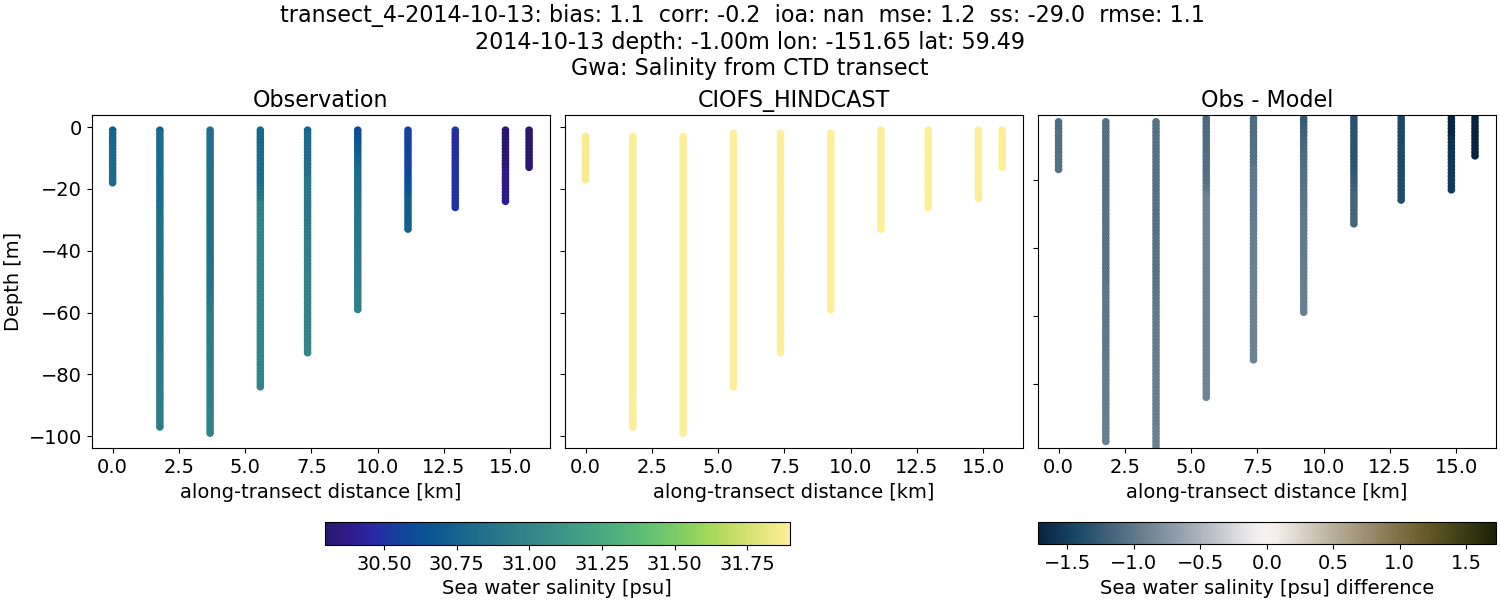 transect_4-2014-10-13: bias: 1.1  corr: -0.2  ioa: nan  mse: 1.2  ss: -29.0  rmse: 1.1
2014-10-13 depth: -1.00m lon: -151.65 lat: 59.49
Gwa: Salinity from CTD transect
Observation
CIOFS_HINDCAST
Obs - Model
Depth [m]
0
−20
−40
−60
−80
−100
0.0 2.5 5.0 7.5 10.0 12.5 15.0
0.0 2.5 5.0 7.5 10.0 12.5 15.0
0.0 2.5 5.0 7.5 10.0 12.5 15.0
along-transect distance [km]
along-transect distance [km]
along-transect distance [km]
30.50 30.75 31.00 31.25 31.50 31.75
Sea water salinity [psu]
−1.5 −1.0 −0.5 0.0 0.5 1.0 1.5
Sea water salinity [psu] difference